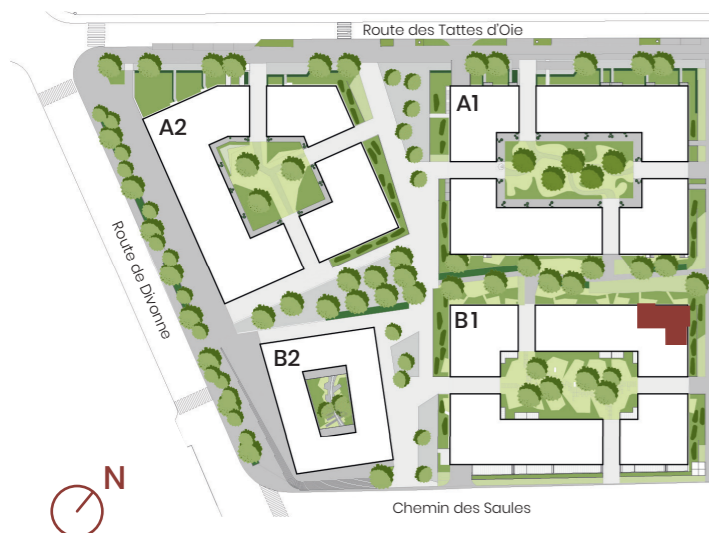 Route des Tattes d'Oie
A2
A1
Route de Divonne
B1
B2
N
Chemin des Saules